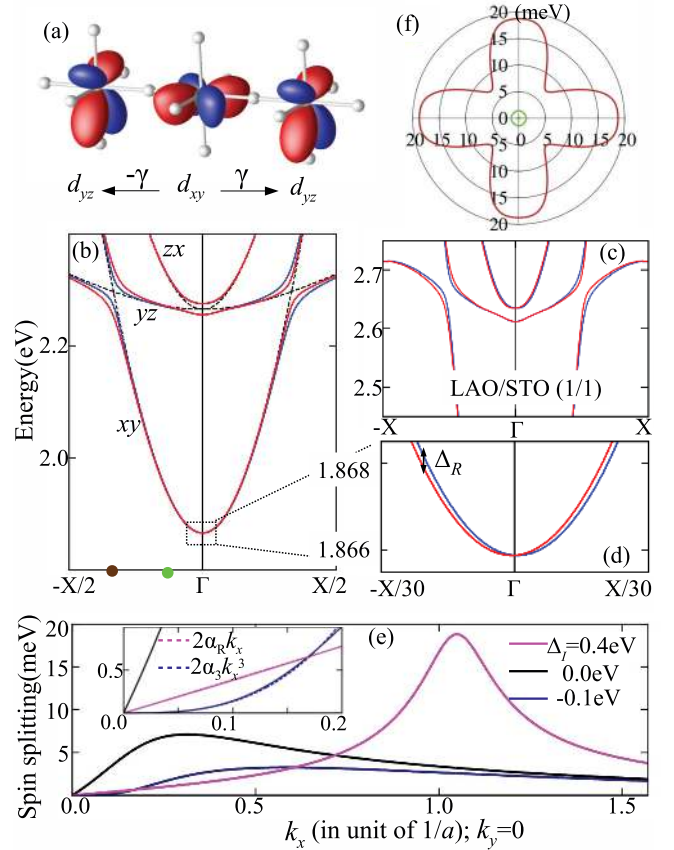 (a)
d_yz -γ d_xy γ d_yz
(f)
20 (meV)
15
10
5
0
5
10
15
20
20 15 10 5 0 5 10 15 20
(b)
zx
yz
xy
Energy(eV)
2.2
2.0
-X/2 Γ X/2
(c)
2.7
2.6
2.5
LAO/STO (1/1)
-X Γ X
1.868
1.866
Δ_R
(d)
-X/30 Γ X/30
(e)
Spin splitting(meV)
20
15
10
5
0.0 0.5 1.0 1.5
2α_R k_x
2α_3 k_x^3
0.5
0 0.1 0.2
Δ_I=0.4eV
0.0eV
-0.1eV
k_x (in unit of 1/a); k_y=0